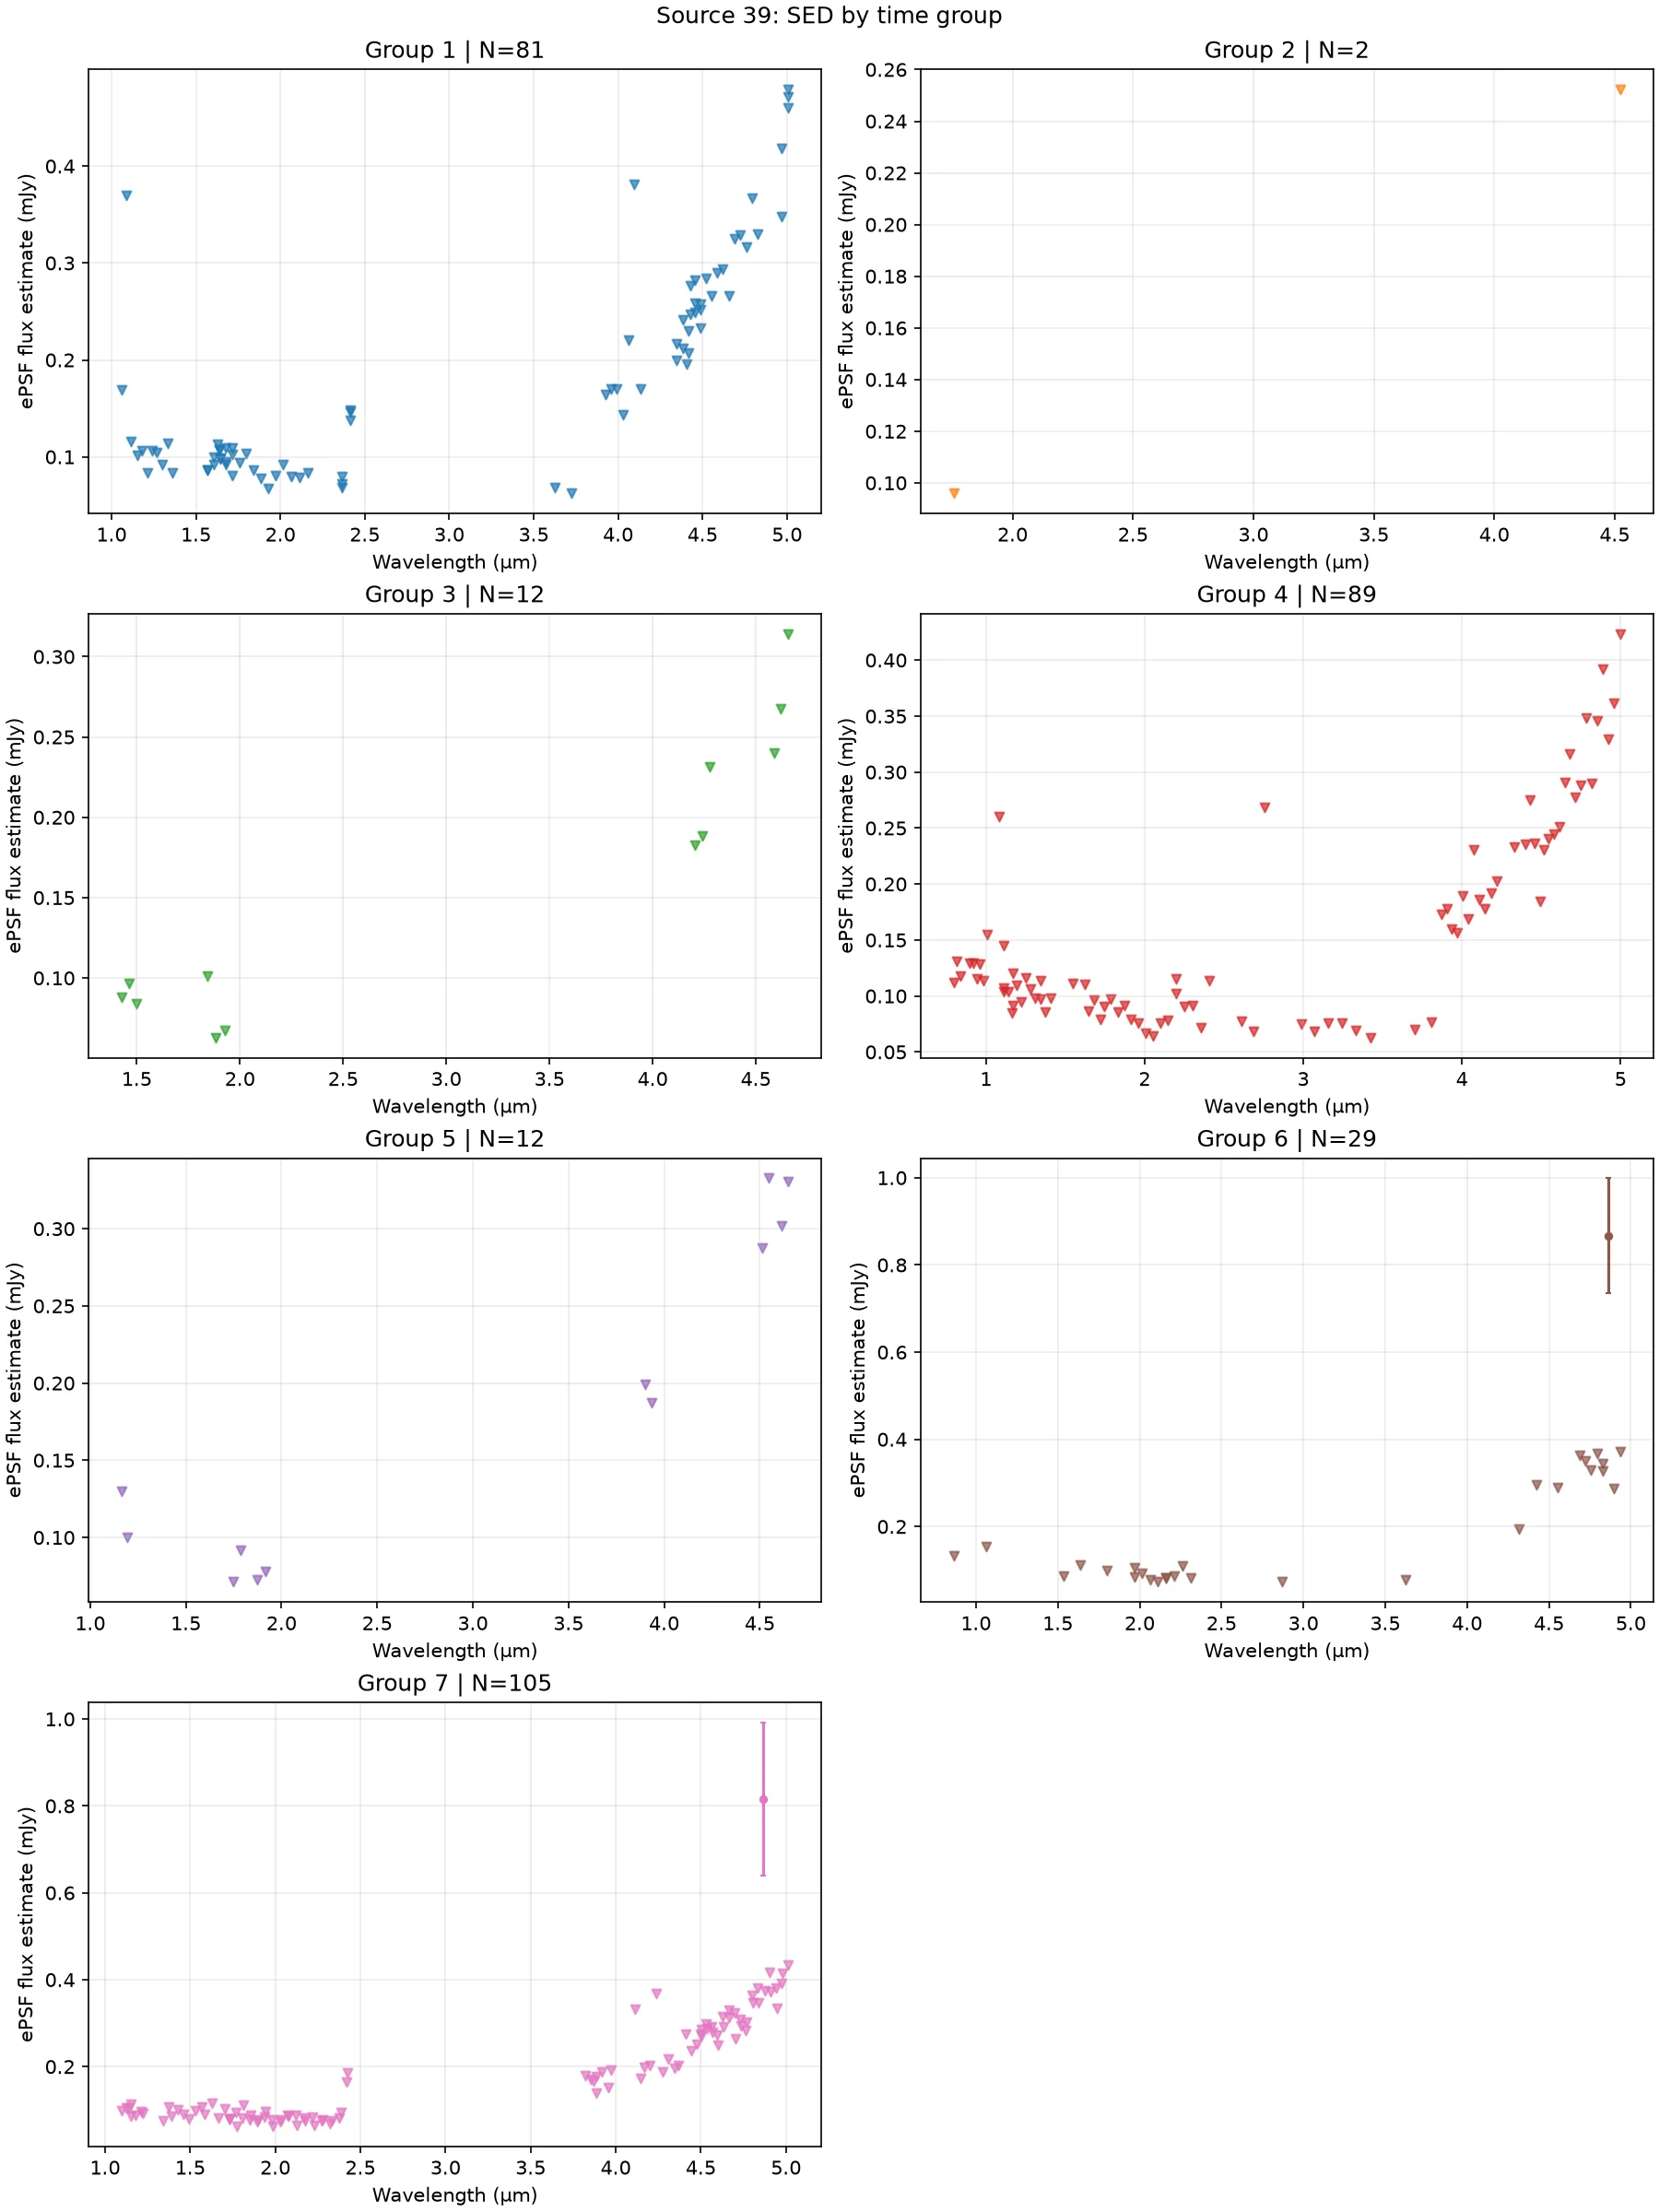 Source 39: SED by time group
Group 1 | N=81
ePSF flux estimate (mJy)
0.4
0.3
0.2
0.1
1.0 1.5 2.0 2.5 3.0 3.5 4.0 4.5 5.0
Wavelength (μm)
Group 2 | N=2
ePSF flux estimate (mJy)
0.26
0.24
0.22
0.20
0.18
0.16
0.14
0.12
0.10
2.0 2.5 3.0 3.5 4.0 4.5
Wavelength (μm)
Group 3 | N=12
ePSF flux estimate (mJy)
0.30
0.25
0.20
0.15
0.10
1.5 2.0 2.5 3.0 3.5 4.0 4.5
Wavelength (μm)
Group 4 | N=89
ePSF flux estimate (mJy)
0.40
0.35
0.30
0.25
0.20
0.15
0.10
0.05
1 2 3 4 5
Wavelength (μm)
Group 5 | N=12
ePSF flux estimate (mJy)
0.30
0.25
0.20
0.15
0.10
1.0 1.5 2.0 2.5 3.0 3.5 4.0 4.5
Wavelength (μm)
Group 6 | N=29
ePSF flux estimate (mJy)
1.0
0.8
0.6
0.4
0.2
1.0 1.5 2.0 2.5 3.0 3.5 4.0 4.5 5.0
Wavelength (μm)
Group 7 | N=105
ePSF flux estimate (mJy)
1.0
0.8
0.6
0.4
0.2
1.0 1.5 2.0 2.5 3.0 3.5 4.0 4.5 5.0
Wavelength (μm)